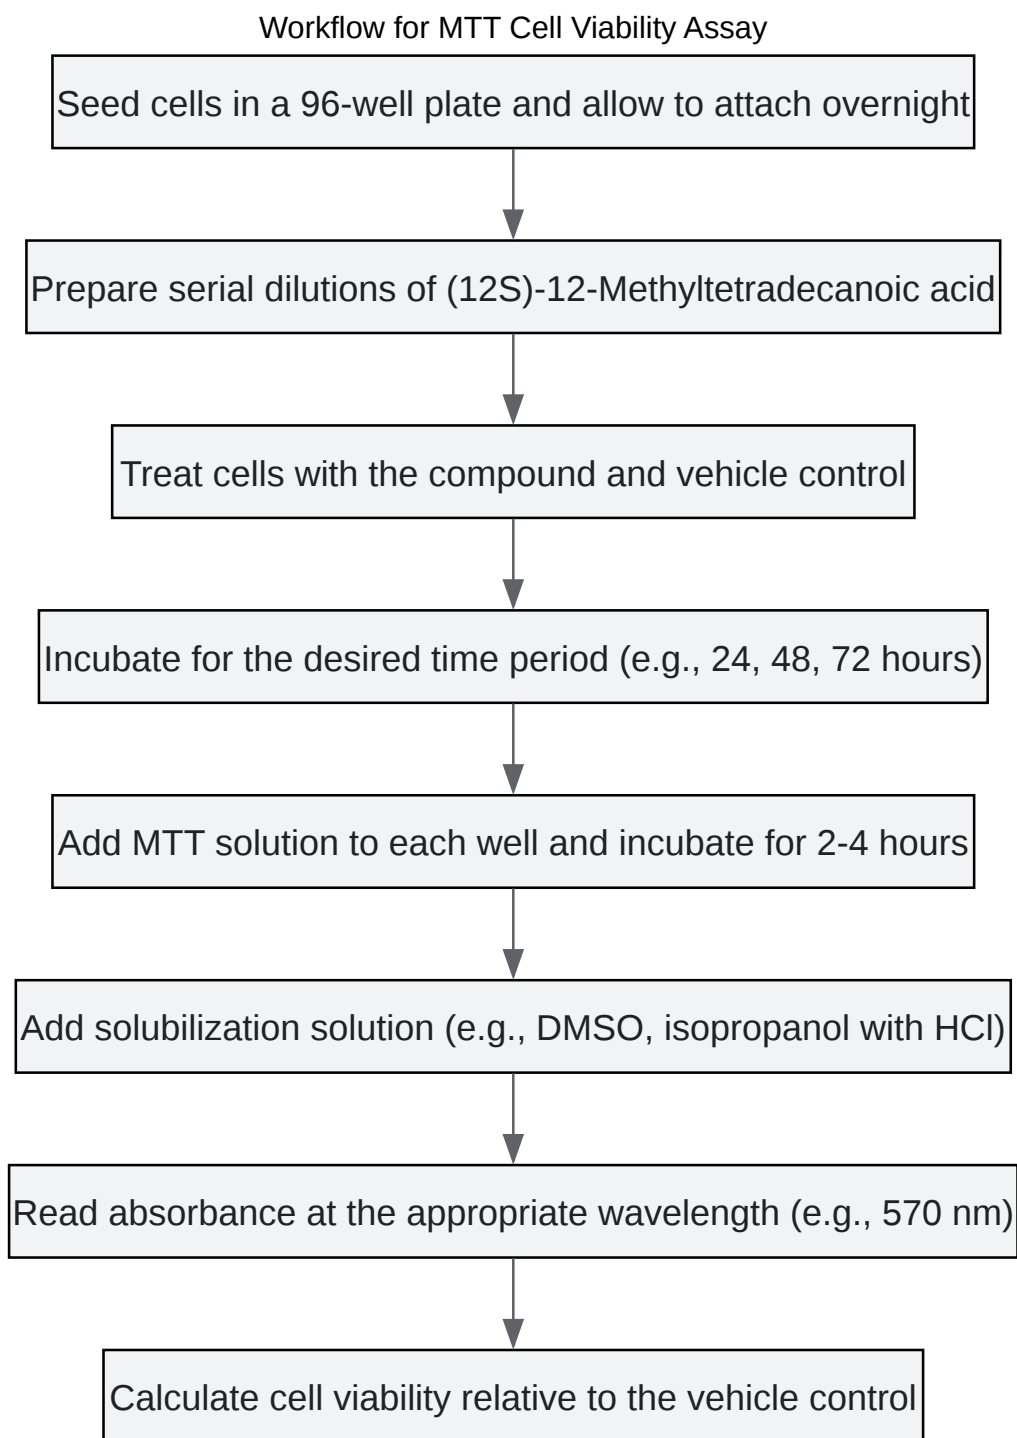 Workflow for MTT Cell Viability Assay
Seed cells in a 96-well plate and allow to attach overnight
Prepare serial dilutions of (12S)-12-Methyltetradecanoic acid
Treat cells with the compound and vehicle control
Incubate for the desired time period (e.g., 24, 48, 72 hours)
Add MTT solution to each well and incubate for 2-4 hours
Add solubilization solution (e.g., DMSO, isopropanol with HCl)
Read absorbance at the appropriate wavelength (e.g., 570 nm)
Calculate cell viability relative to the vehicle control